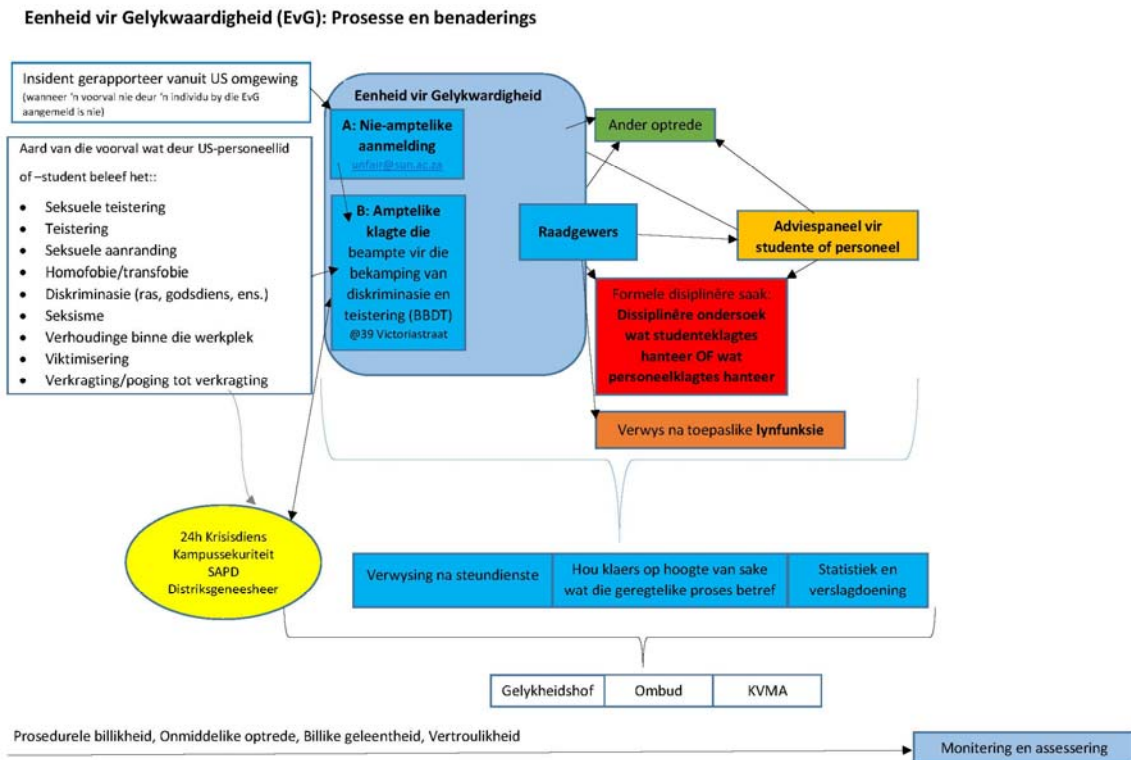 Eenheid vir Gelykwaardigheid (EvG): Prosesse en benaderings
Insident gerapporteer vanuit US omgewing
(wanneer 'n voorval nie deur 'n individu by die EvG
aangemeld is nie)
Aard van die voorval wat deur US-personeellid
of –student beleef het::
• Seksuele teistering
• Teistering
• Seksuele aanranding
• Homofobie/transfobie
• Diskriminasie (ras, godsdiens, ens.)
• Seksisme
• Verhoudinge binne die werkplek
• Viktimisering
• Verkragting/poging tot verkragting
Eenheid vir Gelykwardigheid
A: Nie-amptelike
aanmelding
unfair@sun.ac.za
B: Amptelike
klagte die
beampte vir die
bekamping van
diskriminasie en
teistering (BBDT)
@39 Victoriastraat
Raadgewers
Ander optrede
Adviespaneel vir
studente of personeel
Formele disiplinêre saak:
Dissiplinêre ondersoek
wat studenteklagtes
hanteer OF wat
personeelklagtes hanteer
Verwys na toepaslike lynfunksie
24h Krisisdiens
Kampussekuriteit
SAPD
Distriksgeneesheer
Verwysing na steundienste
Hou klaers op hoogte van sake
wat die geregtelike proses betref
Statistiek en
verslagdoening
Gelykheidshof
Ombud
KVMA
Prosedurele billikheid, Onmiddelike optrede, Billike geleentheid, Vertroulikheid
Monitering en assessering